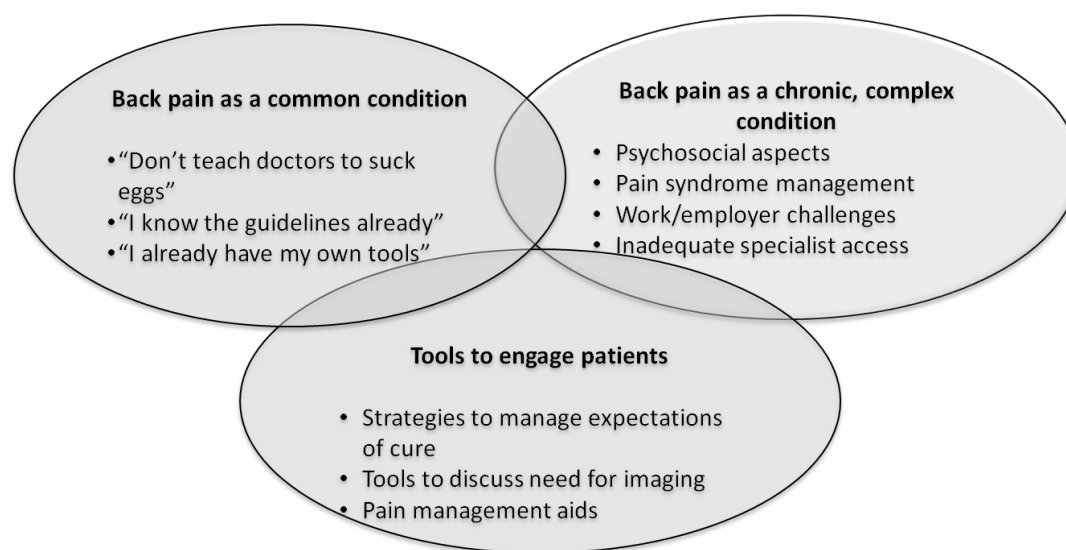 Back pain as a common condition
•“Don’t teach doctors to suck
eggs”
•“I know the guidelines already”
•“I already have my own tools”
Back pain as a chronic, complex
condition
• Psychosocial aspects
• Pain syndrome management
• Work/employer challenges
• Inadequate specialist access
Tools to engage patients
• Strategies to manage expectations
of cure
• Tools to discuss need for imaging
• Pain management aids